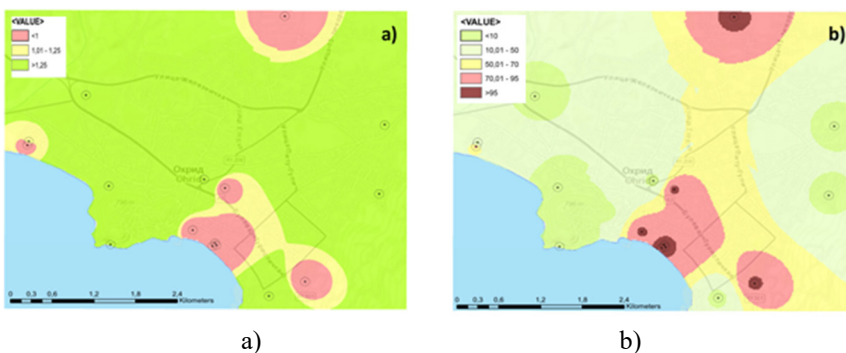 <VALUE>
<1
1,01 - 1,25
>1,25
a)
Охрид
Ohrid
0 0,3 0,6 1,2 1,8 2,4
Kilometers
<VALUE>
<10
10,01 - 50
50,01 - 70
70,01 - 95
>95
b)
Охрид
Ohrid
0 0,3 0,6 1,2 1,8 2,4
Kilometers
a)
b)